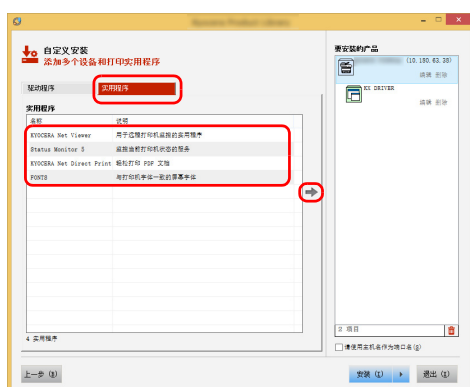 自定义安装
添加多个设备和打印实用程序
驱动程序
实用程序
实用程序
名称 说明
KYOCERA Net Viewer 用于远程打印机监控的实用程序
Status Monitor 5 监控当前打印机状态的服务
KYOCERA Net Direct Print 轻松打印 PDF 文档
FONTS 与打印机字体一致的屏幕字体
4 实用程序
要安装的产品
(10.180.63.38)
编辑 删除
KX DRIVER
编辑 删除
2 项目
请使用主机名作为端口名(g)
上一步(B)
安装(I)
退出(X)